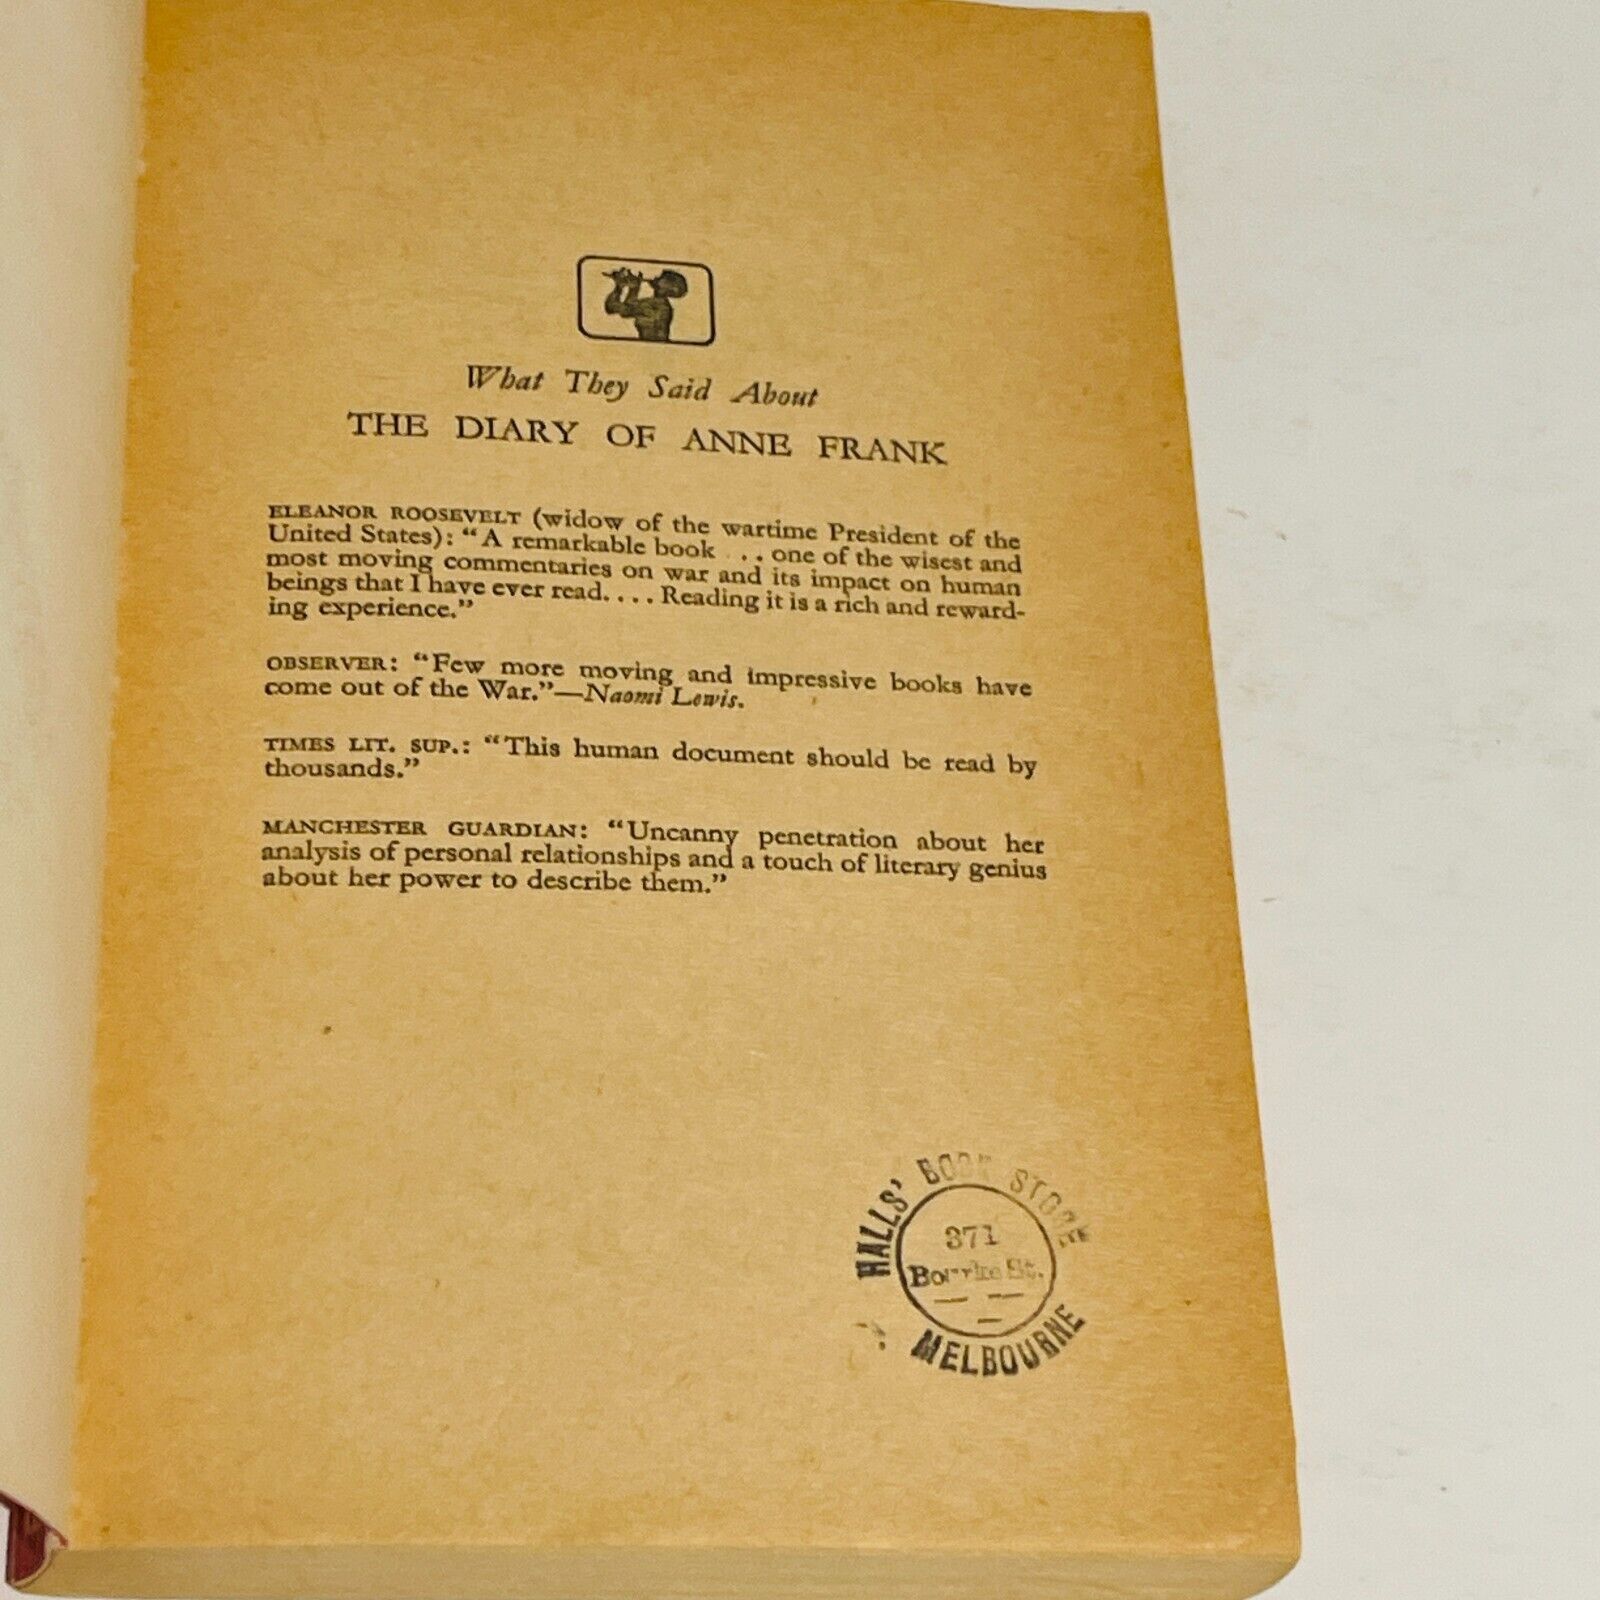 What They Said About
THE DIARY OF ANNE FRANK
ELEANOR ROOSEVELT (widow of the wartime President of the
United States): “A remarkable book . . . one of the wisest and
most moving commentaries on war and its impact on human
beings that I have ever read. . . . Reading it is a rich and reward-
ing experience.”
OBSERVER: “Few more moving and impressive books have
come out of the War.”—Naomi Lewis.
TIMES LIT. SUP.: “This human document should be read by
thousands.”
MANCHESTER GUARDIAN: “Uncanny penetration about her
analysis of personal relationships and a touch of literary genius
about her power to describe them.”
HALLS' BOOK STORE
371
Bourke St.
MELBOURNE